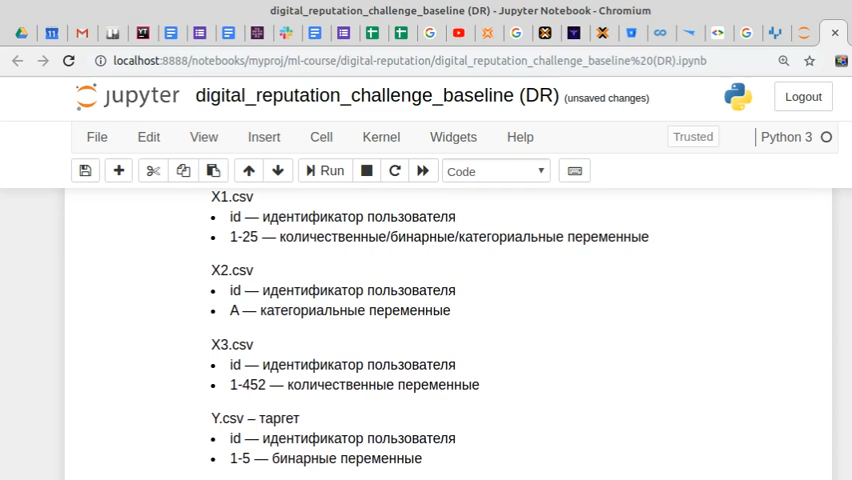 digital_reputation_challenge_baseline (DR) - Jupyter Notebook - Chromium
localhost:8888/notebooks/myproj/ml-course/digital-reputation/digital_reputation_challenge_baseline%20(DR).ipynb
jupyter digital_reputation_challenge_baseline (DR) (unsaved changes) Logout
File Edit View Insert Cell Kernel Widgets Help Trusted Python 3
Run Code
X1.csv
• id — идентификатор пользователя
• 1-25 — количественные/бинарные/категориальные переменные
X2.csv
• id — идентификатор пользователя
• A — категориальные переменные
X3.csv
• id — идентификатор пользователя
• 1-452 — количественные переменные
Y.csv – таргет
• id — идентификатор пользователя
• 1-5 — бинарные переменные